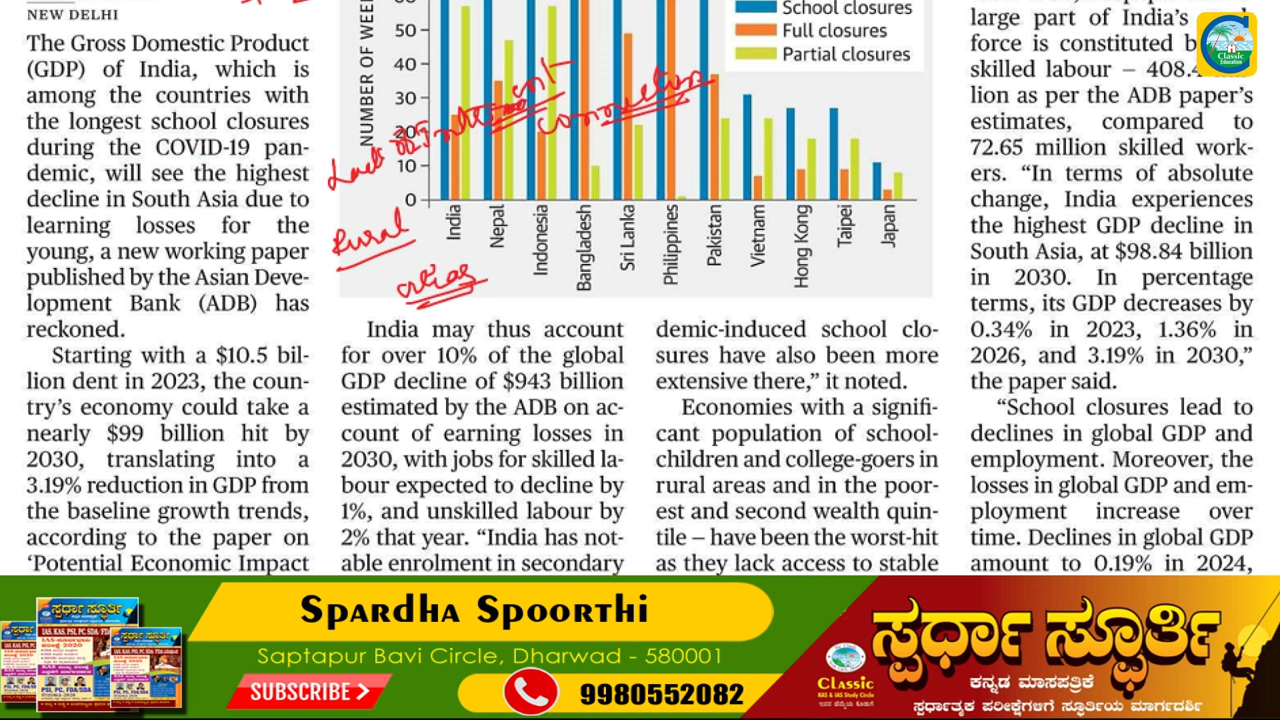 NEW DELHI
The Gross Domestic Product
(GDP) of India, which is
among the countries with
the longest school closures
during the COVID-19 pan-
demic, will see the highest
decline in South Asia due to
learning losses for the
young, a new working paper
published by the Asian Deve-
lopment Bank (ADB) has
reckoned.
Starting with a $10.5 bil-
lion dent in 2023, the coun-
try's economy could take a
nearly $99 billion hit by
2030, translating into a
3.19% reduction in GDP from
the baseline growth trends,
according to the paper on
'Potential Economic Impact
NUMBER OF WEE
50
40
30
20
10
0
School closures
Full closures
Partial closures
India
Nepal
Indonesia
Bangladesh
Sri Lanka
Philippines
Pakistan
Vietnam
Hong Kong
Taipei
Japan
Rural
areas
India may thus account
for over 10% of the global
GDP decline of $943 billion
estimated by the ADB on ac-
count of earning losses in
2030, with jobs for skilled la-
bour expected to decline by
1%, and unskilled labour by
2% that year. "India has not-
able enrolment in secondary
demic-induced school clo-
sures have also been more
extensive there," it noted.
Economies with a signifi-
cant population of school-
children and college-goers in
rural areas and in the poor-
est and second wealth quin-
tile – have been the worst-hit
as they lack access to stable
large part of India's
force is constituted b
skilled labour – 408.4
lion as per the ADB paper's
estimates, compared to
72.65 million skilled work-
ers. "In terms of absolute
change, India experiences
the highest GDP decline in
South Asia, at $98.84 billion
in 2030. In percentage
terms, its GDP decreases by
0.34% in 2023, 1.36% in
2026, and 3.19% in 2030,"
the paper said.
"School closures lead to
declines in global GDP and
employment. Moreover, the
losses in global GDP and em-
ployment increase over
time. Declines in global GDP
amount to 0.19% in 2024,
Classic
Education
Spardha Spoorthi
Saptapur Bavi Circle, Dharwad - 580001
SUBSCRIBE
9980552082
ಸ್ಪರ್ಧಾ ಸ್ಫೂರ್ತಿ
ಕನ್ನಡ ಮಾಸಪತ್ರಿಕೆ
ಸ್ಪರ್ಧಾತ್ಮಕ ಪರೀಕ್ಷೆಗಳಿಗೆ ಸ್ಫೂರ್ತಿಯ ಮಾರ್ಗದರ್ಶಿ
Classic
KAS & IAS Study Circle